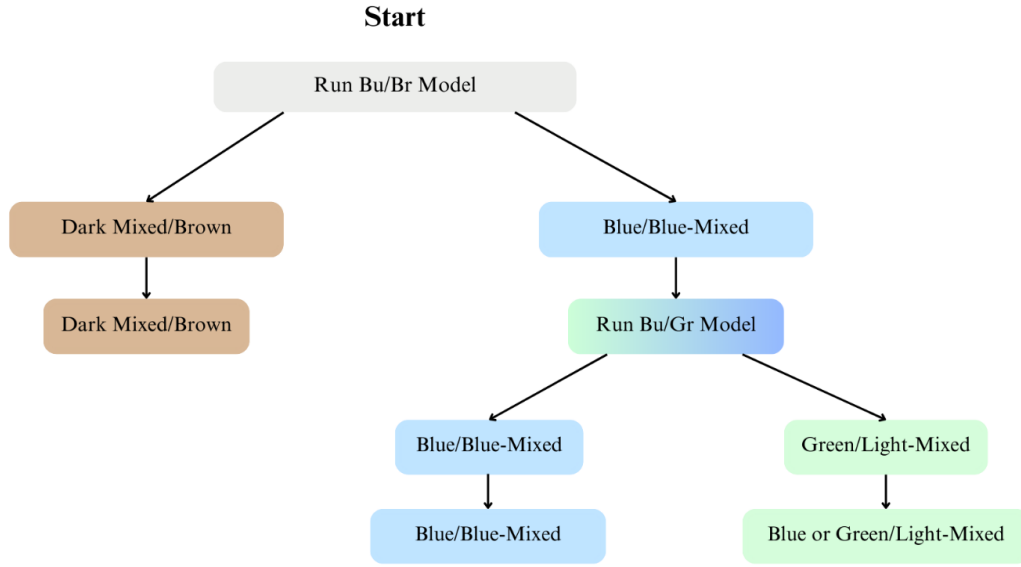 Start
Run Bu/Br Model
Dark Mixed/Brown
Blue/Blue-Mixed
Dark Mixed/Brown
Run Bu/Gr Model
Blue/Blue-Mixed
Green/Light-Mixed
Blue/Blue-Mixed
Blue or Green/Light-Mixed